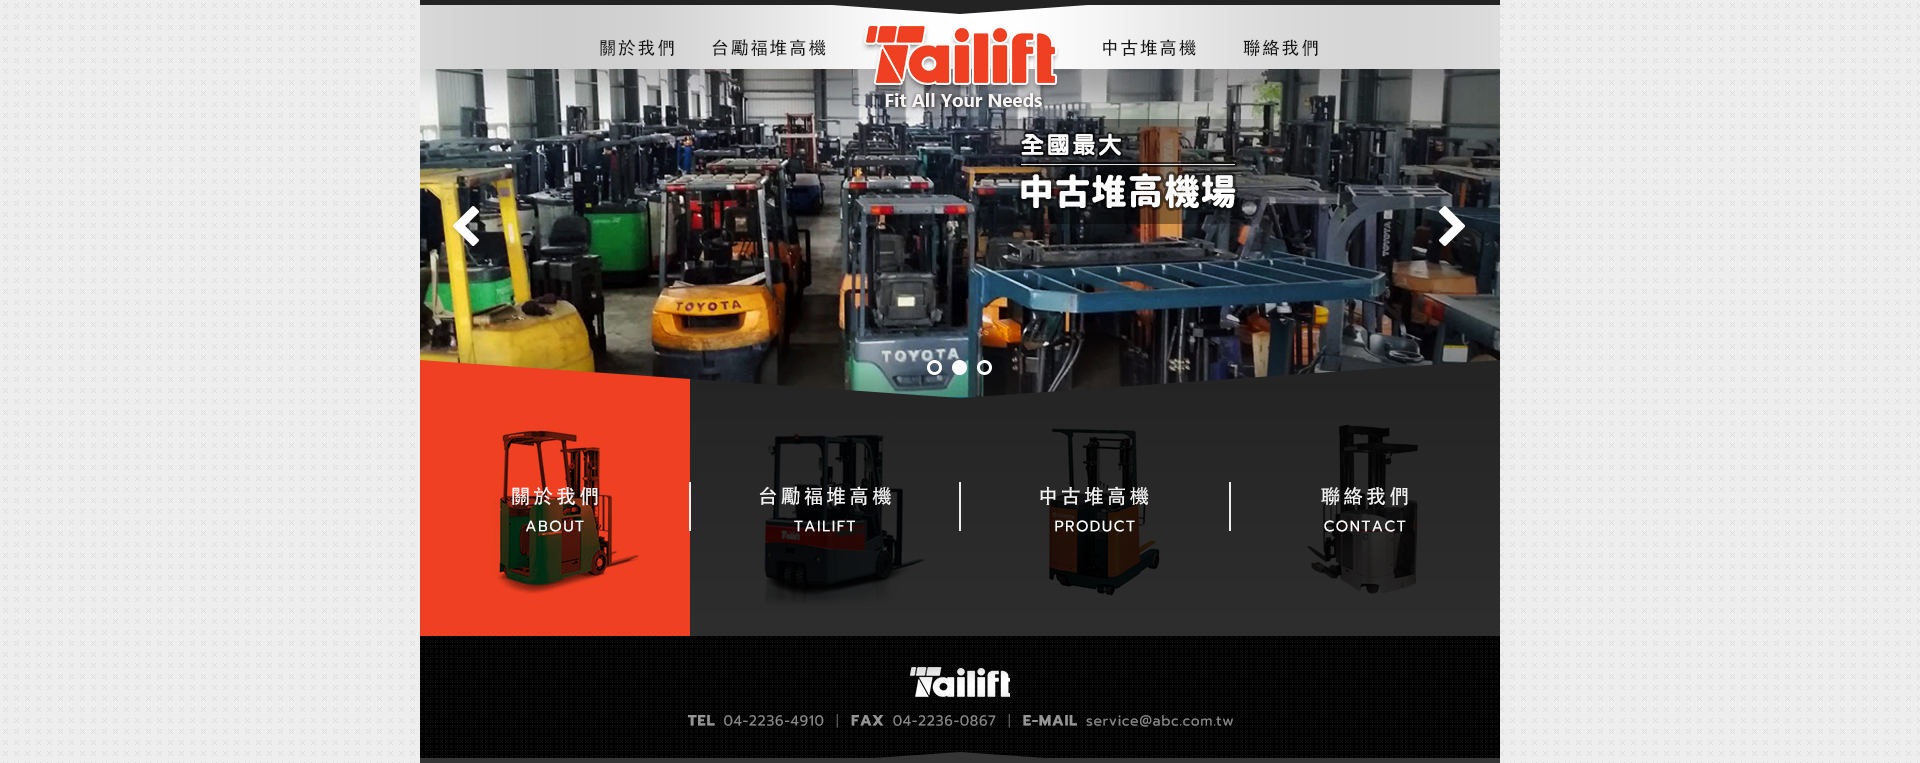 關於我們
台勵福堆高機
Tailift
Fit All Your Needs
中古堆高機
聯絡我們
全國最大
中古堆高機場
TOYOTA
TOYOTA
關於我們
ABOUT
台勵福堆高機
TAILIFT
中古堆高機
PRODUCT
聯絡我們
CONTACT
Tailift
Tailift
TEL 04-2236-4910 | FAX 04-2236-0867 | E-MAIL service@abc.com.tw